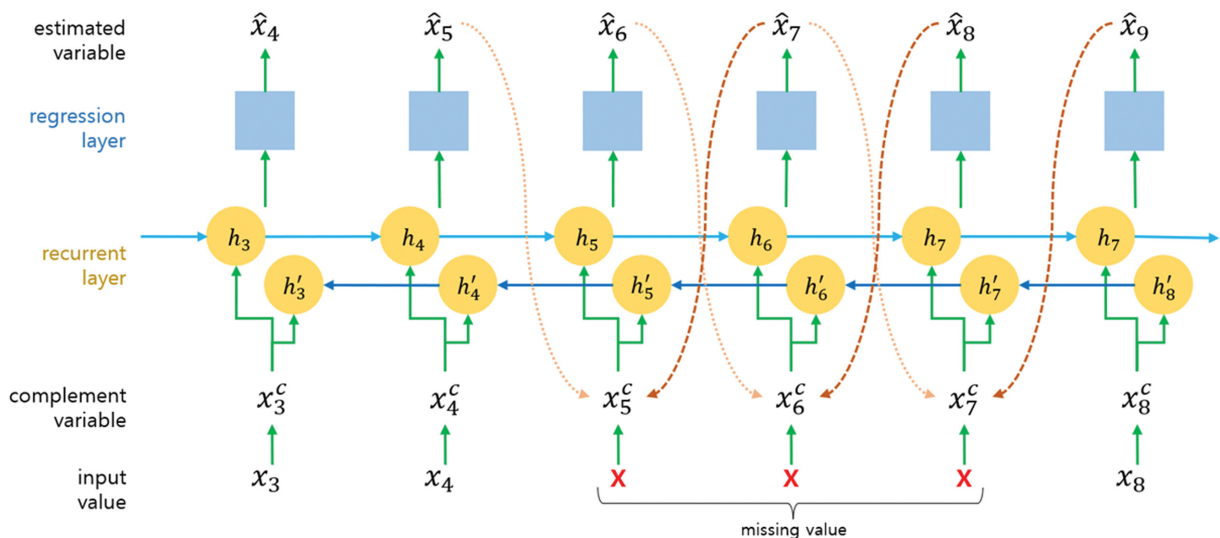 estimated
variable
x̂₄ x̂₅ x̂₆ x̂₇ x̂₈ x̂₉
regression
layer
recurrent
layer
h₃ h₄ h₅ h₆ h₇ h₇
h′₃ h′₄ h′₅ h′₆ h′₇ h′₈
complement
variable
x₃ᶜ x₄ᶜ x₅ᶜ x₆ᶜ x₇ᶜ x₈ᶜ
input
value
x₃ x₄ X X X x₈
missing value